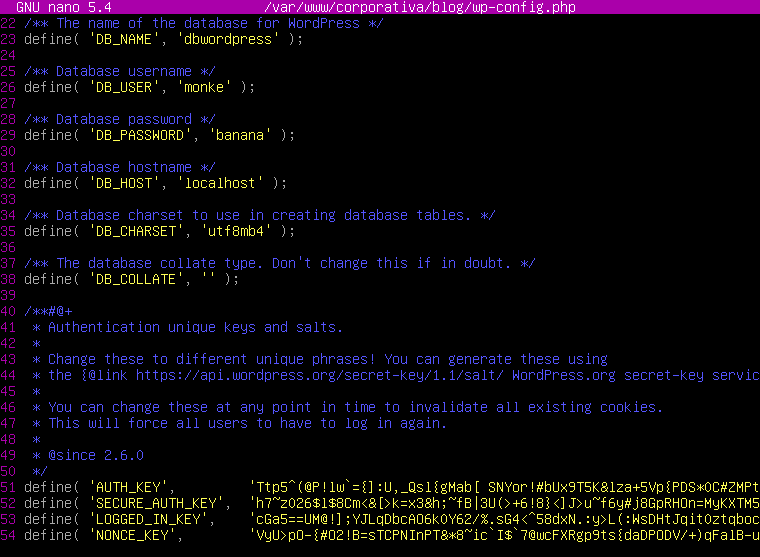 GNU nano 5.4 /var/www/corporativa/blog/wp-config.php
22 /** The name of the database for WordPress */
23 define( 'DB_NAME', 'dbwordpress' );
24
25 /** Database username */
26 define( 'DB_USER', 'monke' );
27
28 /** Database password */
29 define( 'DB_PASSWORD', 'banana' );
30
31 /** Database hostname */
32 define( 'DB_HOST', 'localhost' );
33
34 /** Database charset to use in creating database tables. */
35 define( 'DB_CHARSET', 'utf8mb4' );
36
37 /** The database collate type. Don't change this if in doubt. */
38 define( 'DB_COLLATE', '' );
39
40 /**#@+
41 * Authentication unique keys and salts.
42 *
43 * Change these to different unique phrases! You can generate these using
44 * the {@link https://api.wordpress.org/secret-key/1.1/salt/ WordPress.org secret-key servic
45 *
46 * You can change these at any point in time to invalidate all existing cookies.
47 * This will force all users to have to log in again.
48 *
49 * @since 2.6.0
50 */
51 define( 'AUTH_KEY', 'Ttp5^(@P!lw`={]:U,_Qsl{gMab[ SNYor!#bUx9T5K&lza+5Vp{PDS*OC#ZMPt
52 define( 'SECURE_AUTH_KEY', 'h7~z026$l$8Cm<&[>k=x3&h;~fB|3U(>+6!8}<]J>u~f6y#j8GpRHOn=MyKXTM5
53 define( 'LOGGED_IN_KEY', 'cGa5==UM@!];YJLqDbcAO6k0Y62/%.sG4<^58dxN.:y>L(:WsDHtJqitOztqboc
54 define( 'NONCE_KEY', 'VyU>pO-{#O2!B=sTCPNInPT&*8~ic`I$`7@wcFXRgp9ts{daDPODV/+)qFalB-u